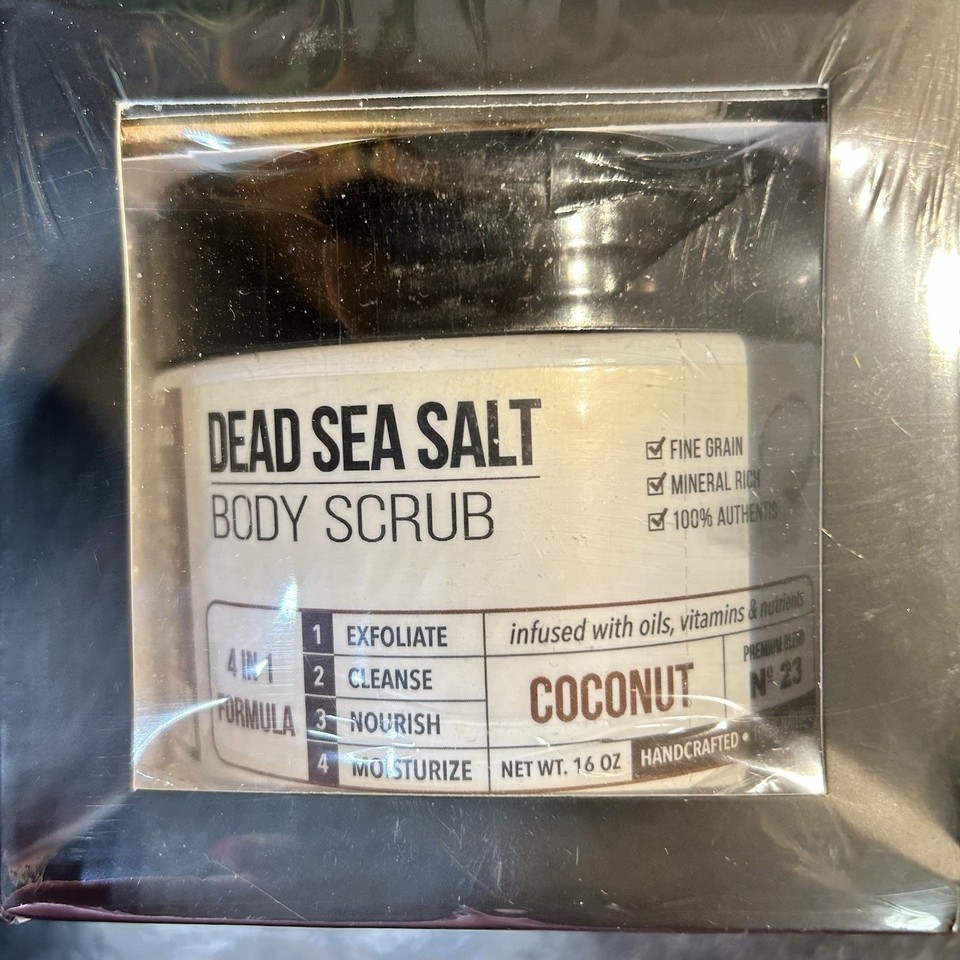 DEAD SEA SALT
BODY SCRUB
FINE GRAIN
MINERAL RICH
100% AUTHENTIC
4 IN 1
FORMULA
1 EXFOLIATE
2 CLEANSE
3 NOURISH
4 MOISTURIZE
infused with oils, vitamins & nutrients
COCONUT
PREMIUM BLEND
Nº 23
NET WT. 16 OZ
HANDCRAFTED